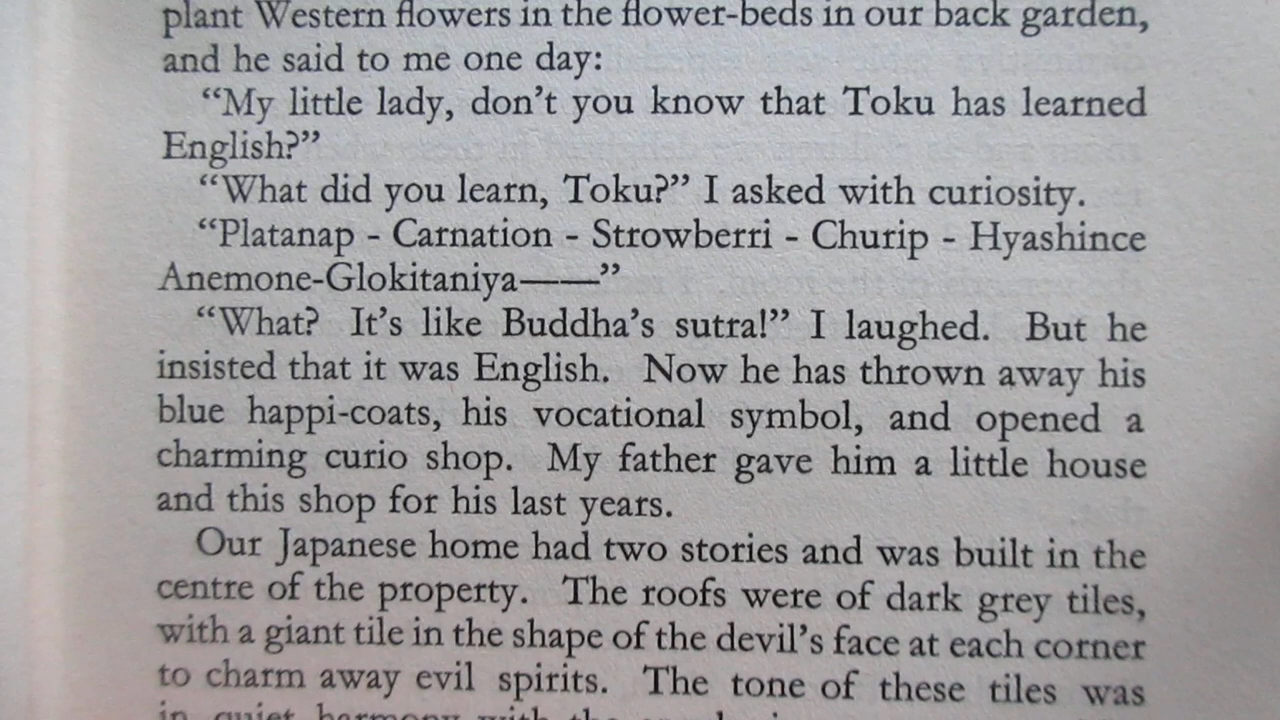 plant Western flowers in the flower-beds in our back garden,
and he said to me one day:
“My little lady, don’t you know that Toku has learned
English?”
“What did you learn, Toku?” I asked with curiosity.
“Platanap - Carnation - Strowberri - Churip - Hyashince
Anemone-Glokitaniya——”
“What? It’s like Buddha’s sutra!” I laughed. But he
insisted that it was English. Now he has thrown away his
blue happi-coats, his vocational symbol, and opened a
charming curio shop. My father gave him a little house
and this shop for his last years.
Our Japanese home had two stories and was built in the
centre of the property. The roofs were of dark grey tiles,
with a giant tile in the shape of the devil’s face at each corner
to charm away evil spirits. The tone of these tiles was
in quiet harmony with the